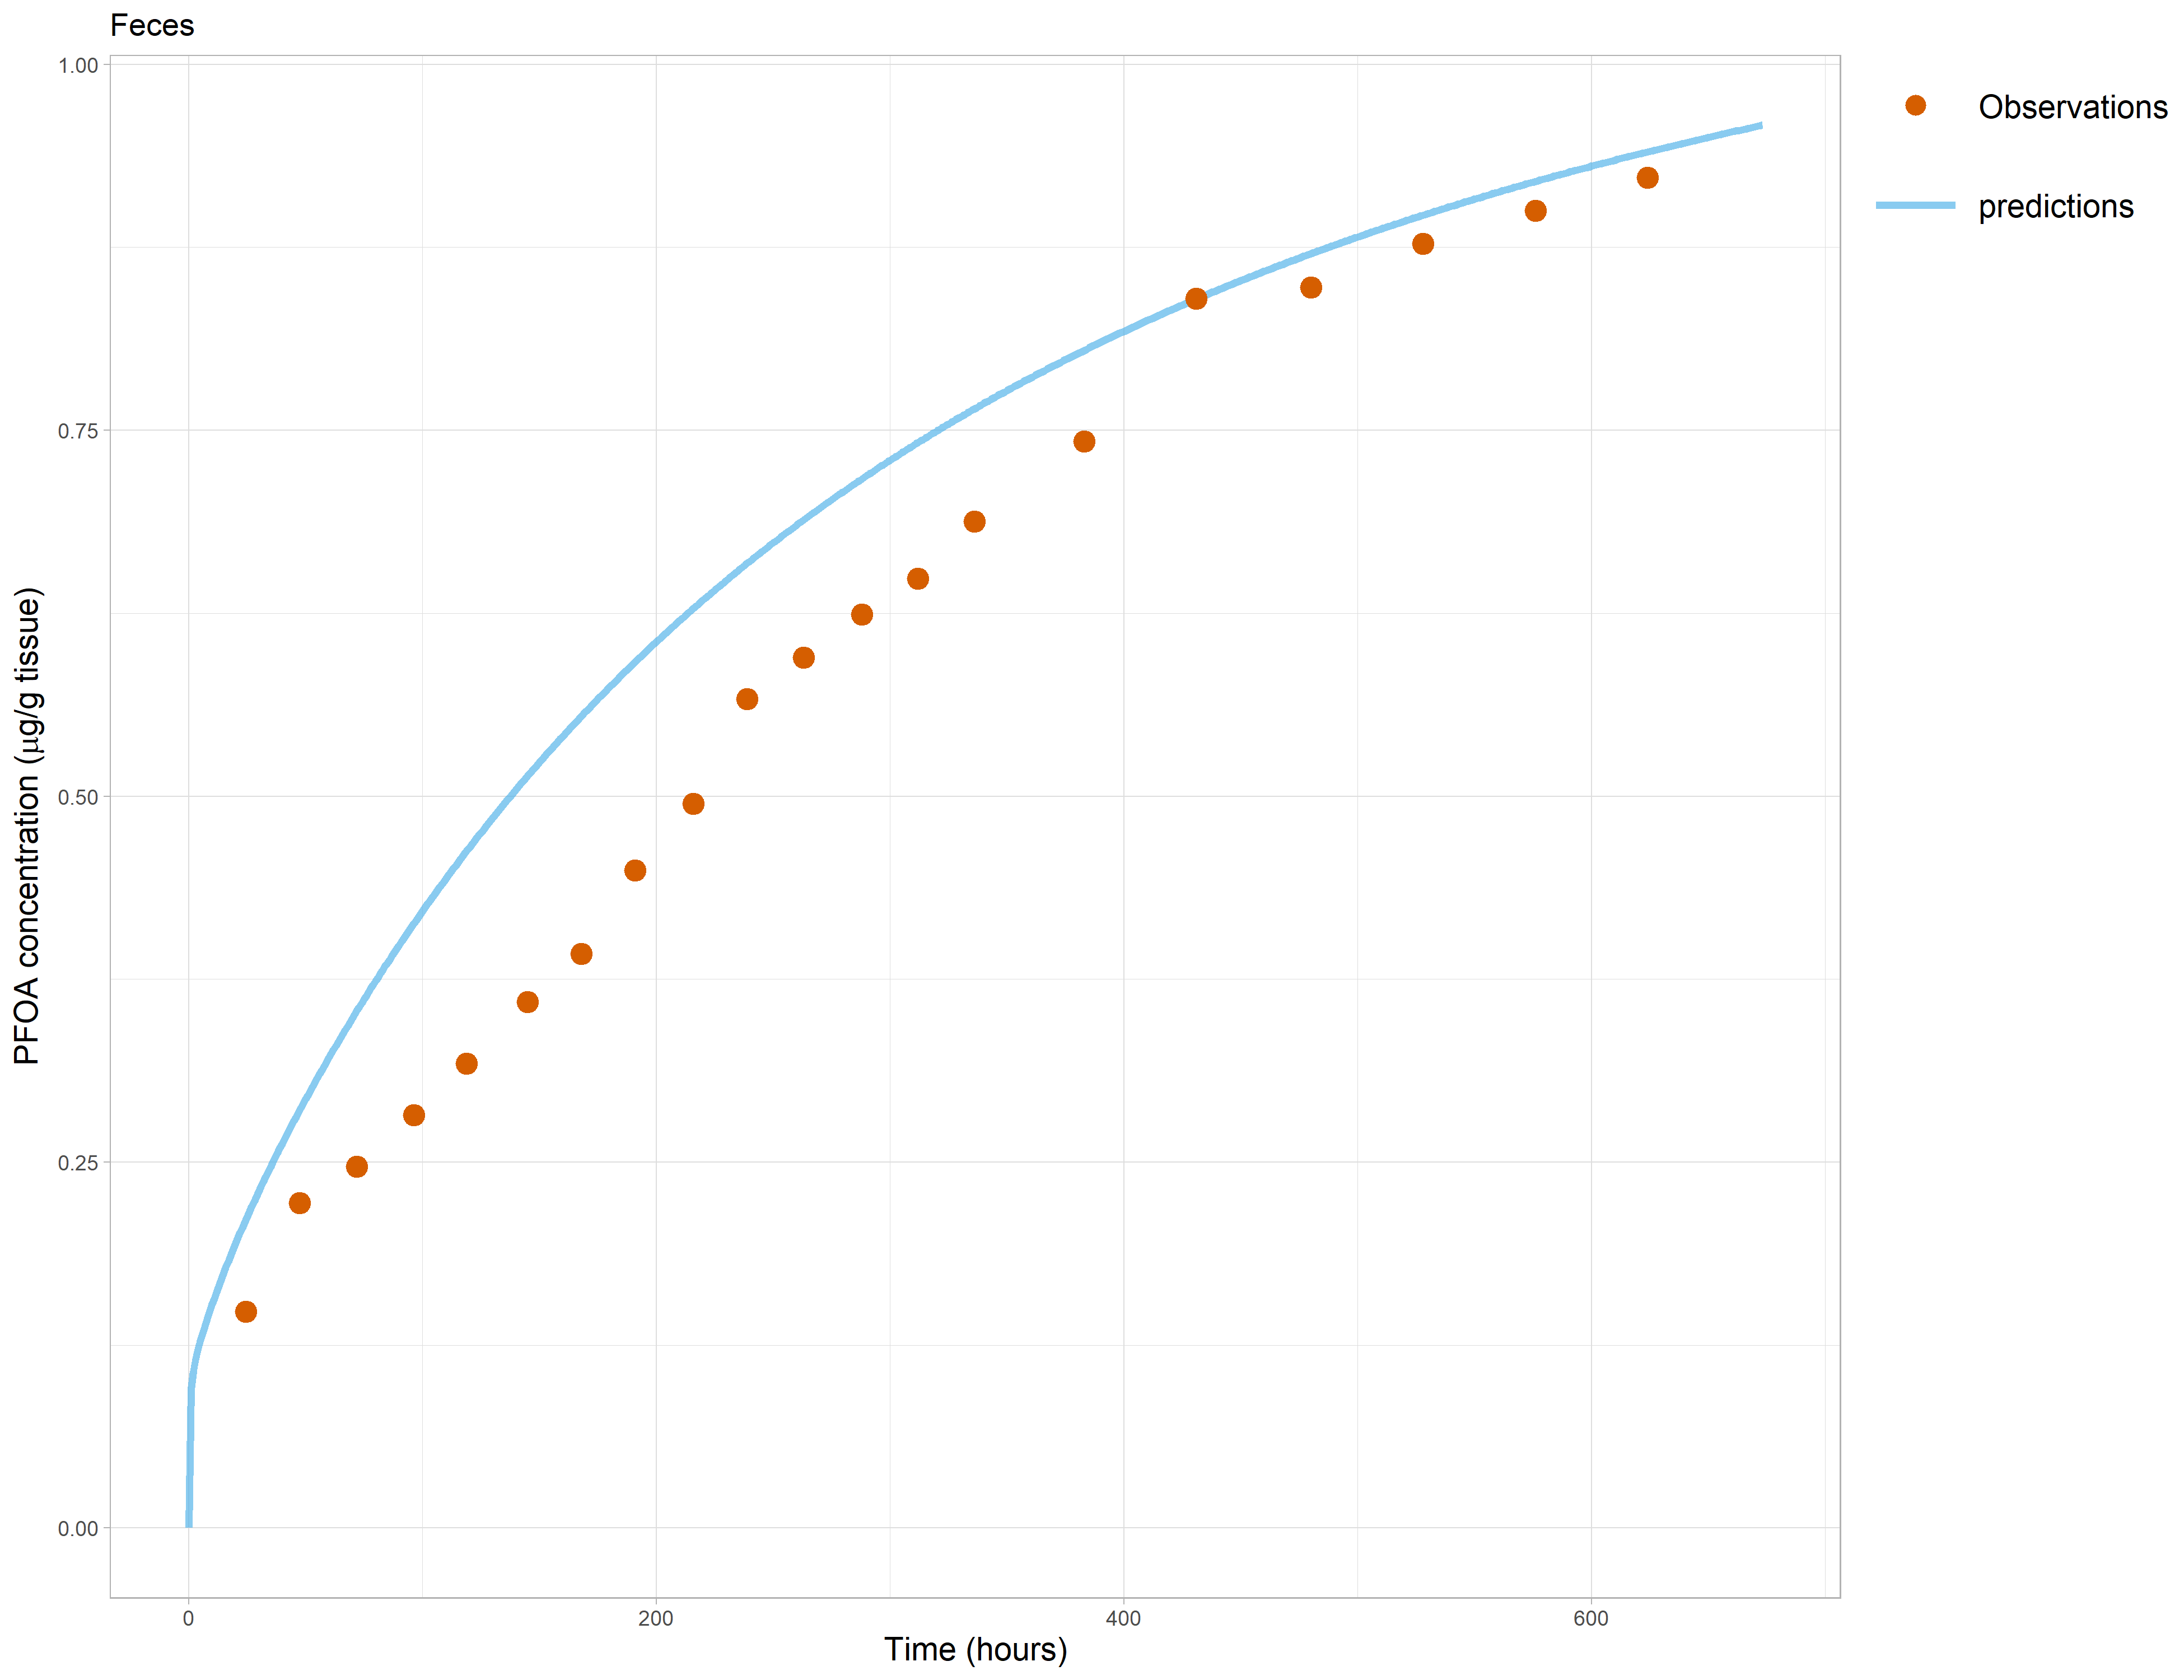 Feces
1.00
0.75
0.50
0.25
0.00
PFOA concentration (μg/g tissue)
0
200
400
600
Time (hours)
Observations
predictions